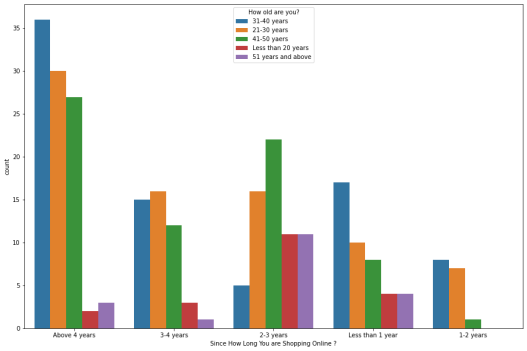 How old are you?
31-40 years
21-30 years
41-50 yaers
Less than 20 years
51 years and above
35
30
25
20
15
10
5
0
count
Above 4 years
3-4 years
2-3 years
Less than 1 year
1-2 years
Since How Long You are Shopping Online ?